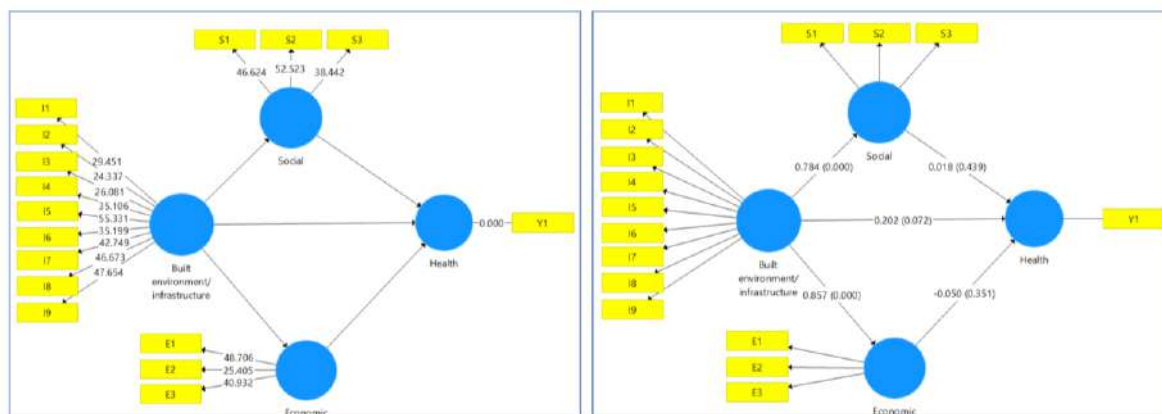 S1
S2
S3
46.624
52.523
38.442
I1
I2
I3
I4
I5
I6
I7
I8
I9
29.451
24.337
26.081
35.106
55.331
35.199
42.749
46.673
47.654
Social
Built
environment/
infrastructure
0.000
Y1
Health
E1
E2
E3
48.706
25.405
40.932
Economic
S1
S2
S3
I1
I2
I3
I4
I5
I6
I7
I8
I9
Social
0.784 (0.000)
0.018 (0.439)
0.202 (0.072)
Y1
Built
environment/
infrastructure
Health
0.857 (0.000)
-0.050 (0.351)
E1
E2
E3
Economic